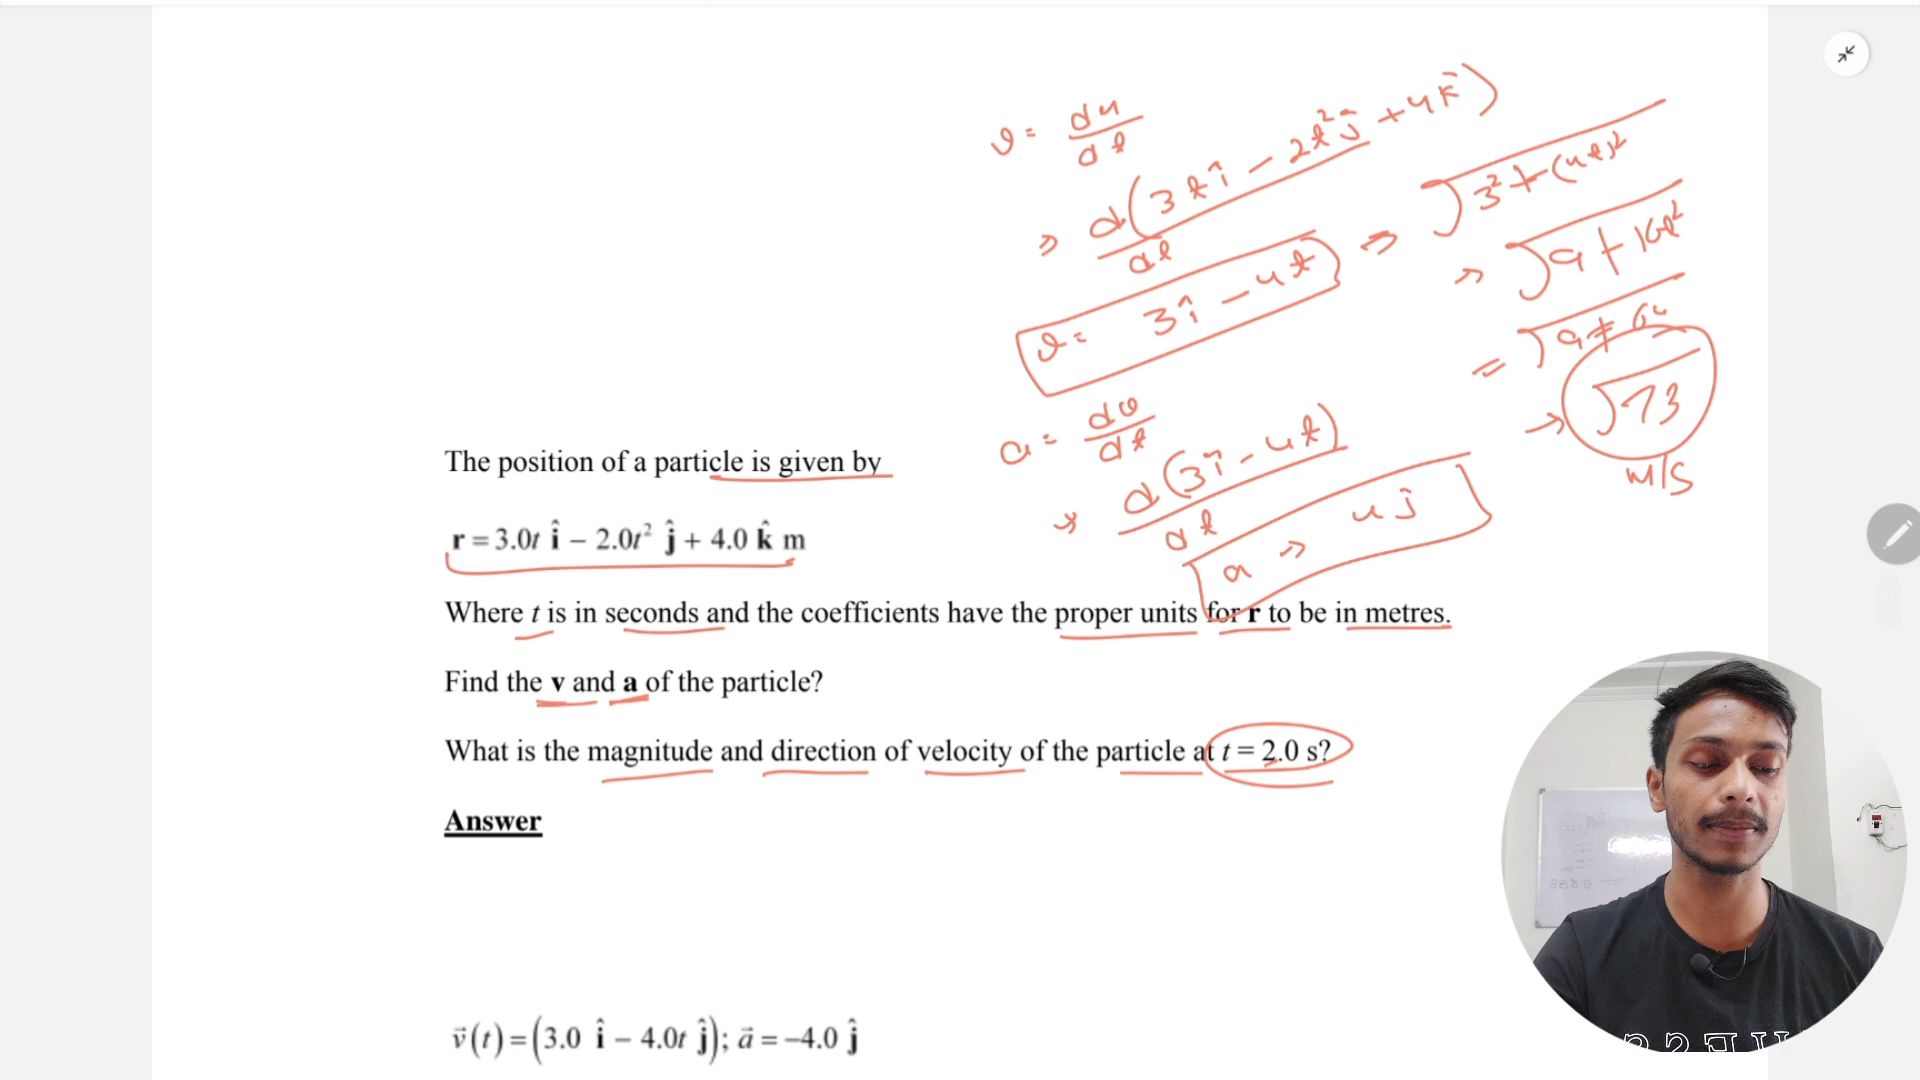 v = du/dt
⇒ d(3tî − 2t²ĵ + 4k̂)/dt
v = 3î − 4t
⇒ √3² + (4t)²
⇒ √9 + 16t²
= √9 + 64
→ √73
m/s
a = dv/dt
d(3î − 4t)/dt
a ⇒ 4ĵ
The position of a particle is given by
r = 3.0t î − 2.0t² ĵ + 4.0 k̂ m
Where t is in seconds and the coefficients have the proper units for r to be in metres.
Find the v and a of the particle?
What is the magnitude and direction of velocity of the particle at t = 2.0 s?
Answer
v⃗(t) = (3.0 î − 4.0t ĵ); a⃗ = −4.0 ĵ